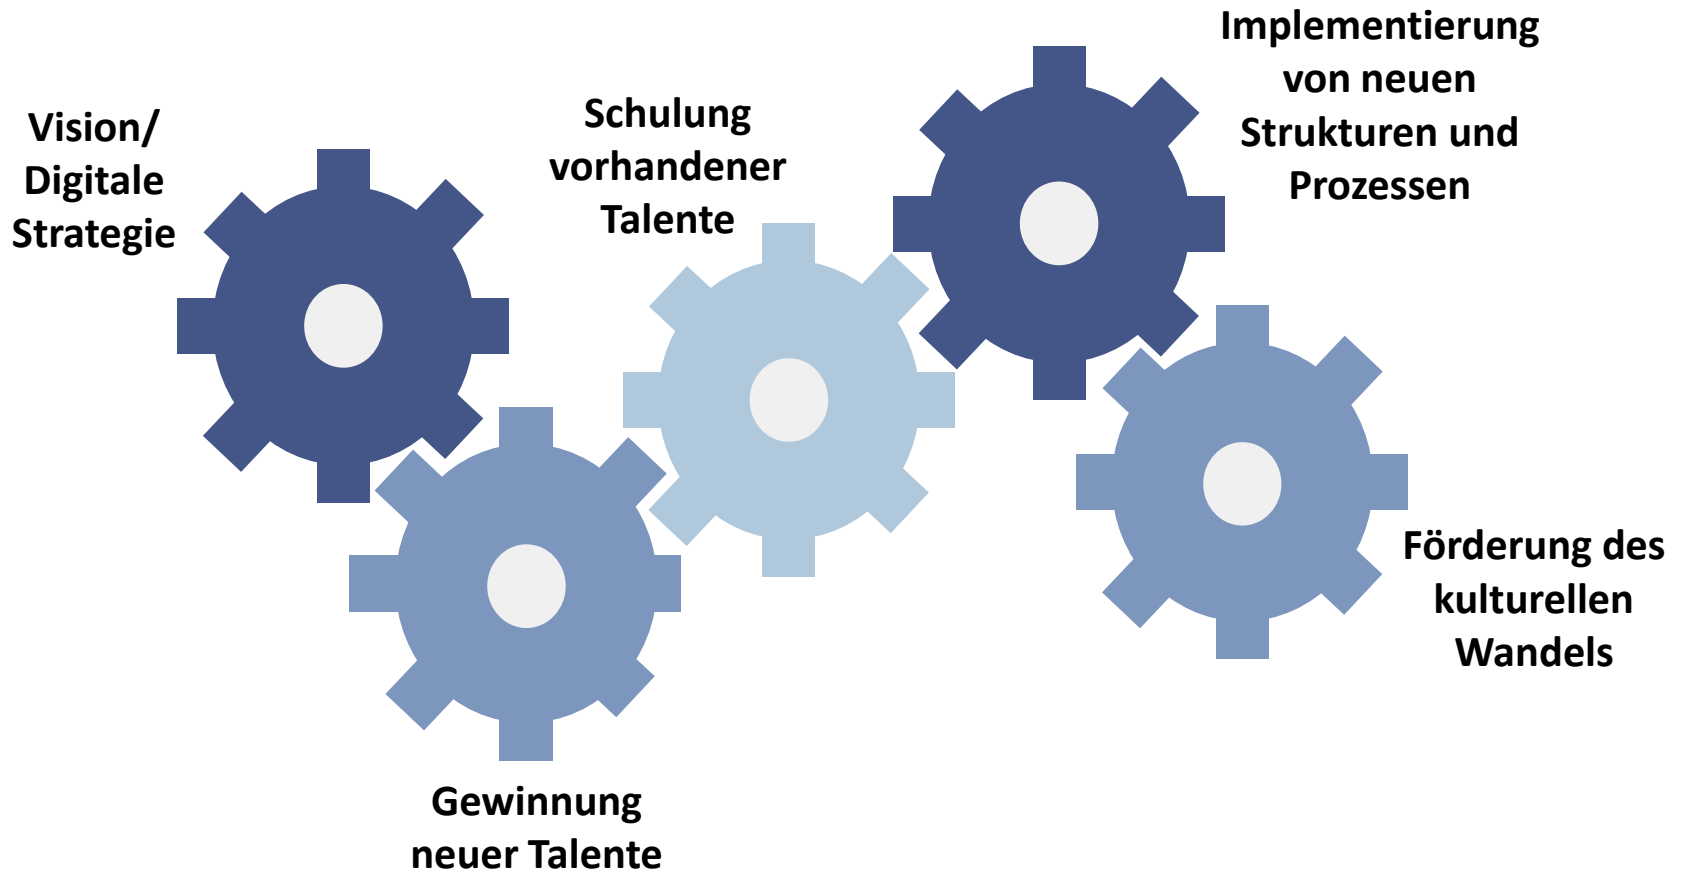 Vision/
Digitale
Strategie
Gewinnung
neuer Talente
Schulung
vorhandener
Talente
Implementierung
von neuen
Strukturen und
Prozessen
Förderung des
kulturellen
Wandels